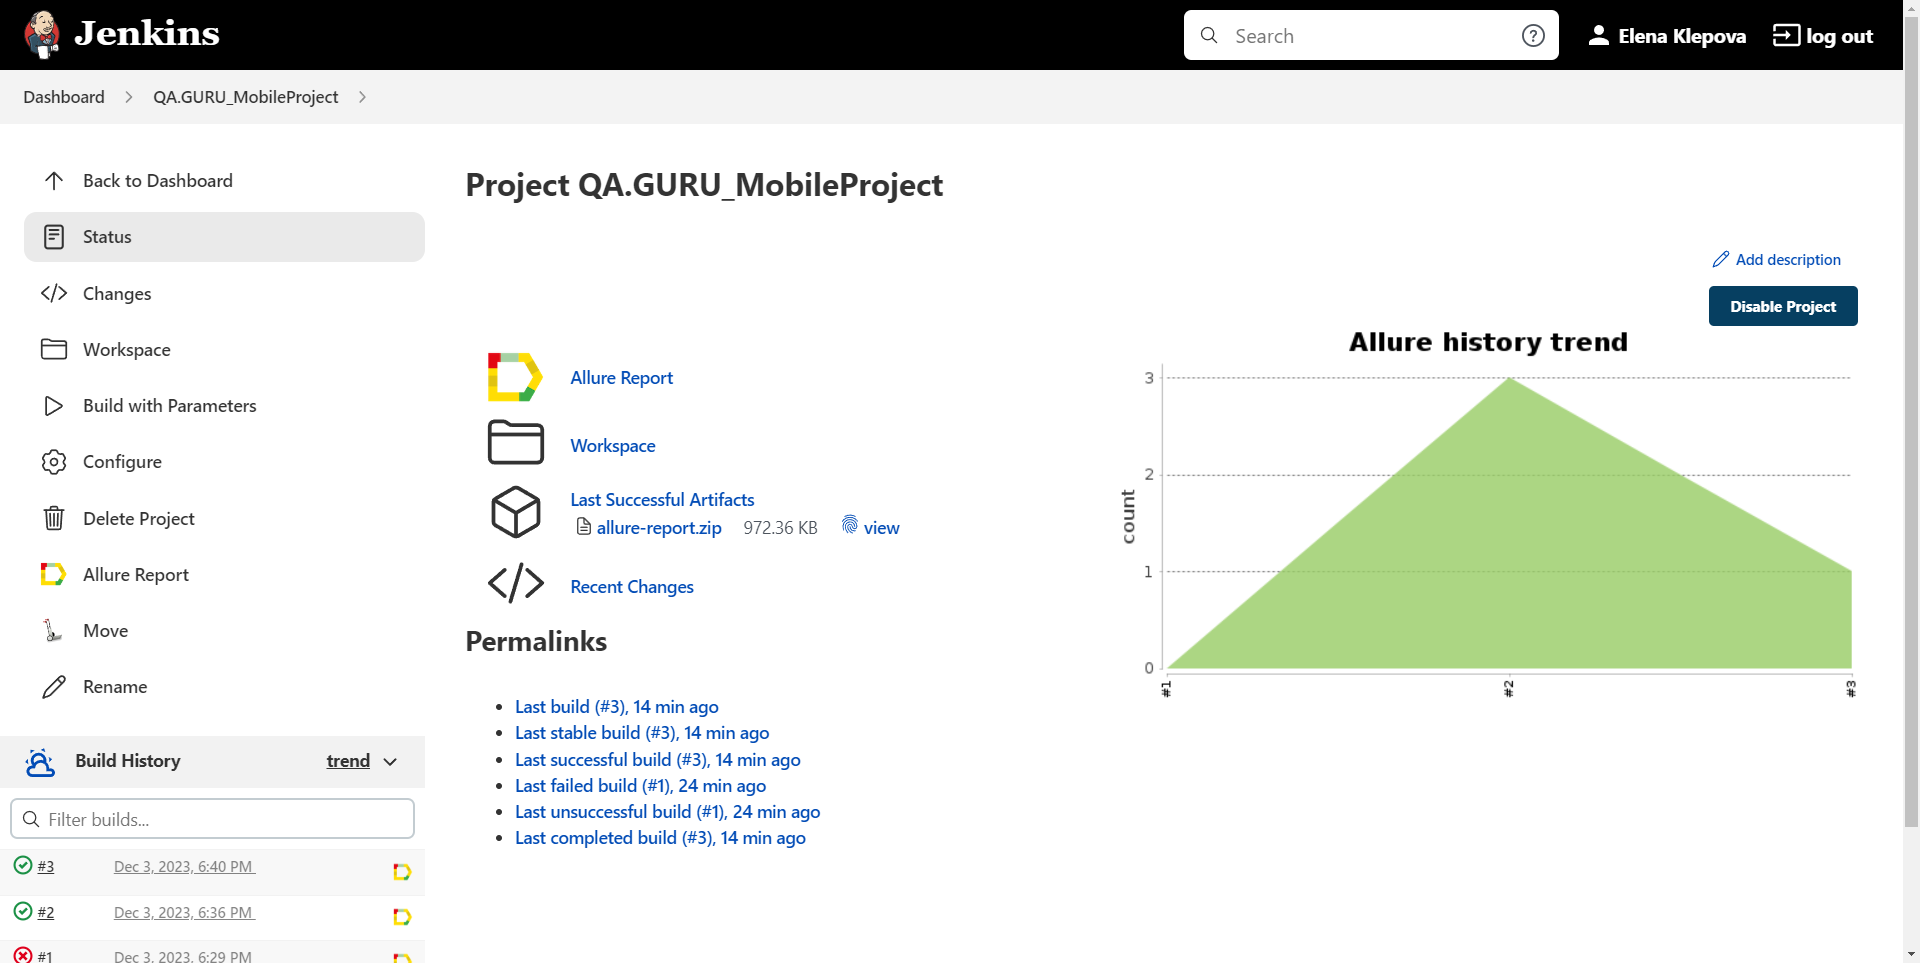 Jenkins
Search
Elena Klepova
log out
Dashboard
QA.GURU_MobileProject
Back to Dashboard
Status
Changes
Workspace
Build with Parameters
Configure
Delete Project
Allure Report
Move
Rename
Build History
trend
Filter builds...
#3 Dec 3, 2023, 6:40 PM
#2 Dec 3, 2023, 6:36 PM
#1 Dec 3, 2023, 6:29 PM
Project QA.GURU_MobileProject
Add description
Disable Project
Allure Report
Workspace
Last Successful Artifacts
allure-report.zip 972.36 KB view
Recent Changes
Permalinks
Last build (#3), 14 min ago
Last stable build (#3), 14 min ago
Last successful build (#3), 14 min ago
Last failed build (#1), 24 min ago
Last unsuccessful build (#1), 24 min ago
Last completed build (#3), 14 min ago
Allure history trend
count
3
2
1
0
#1
#2
#3